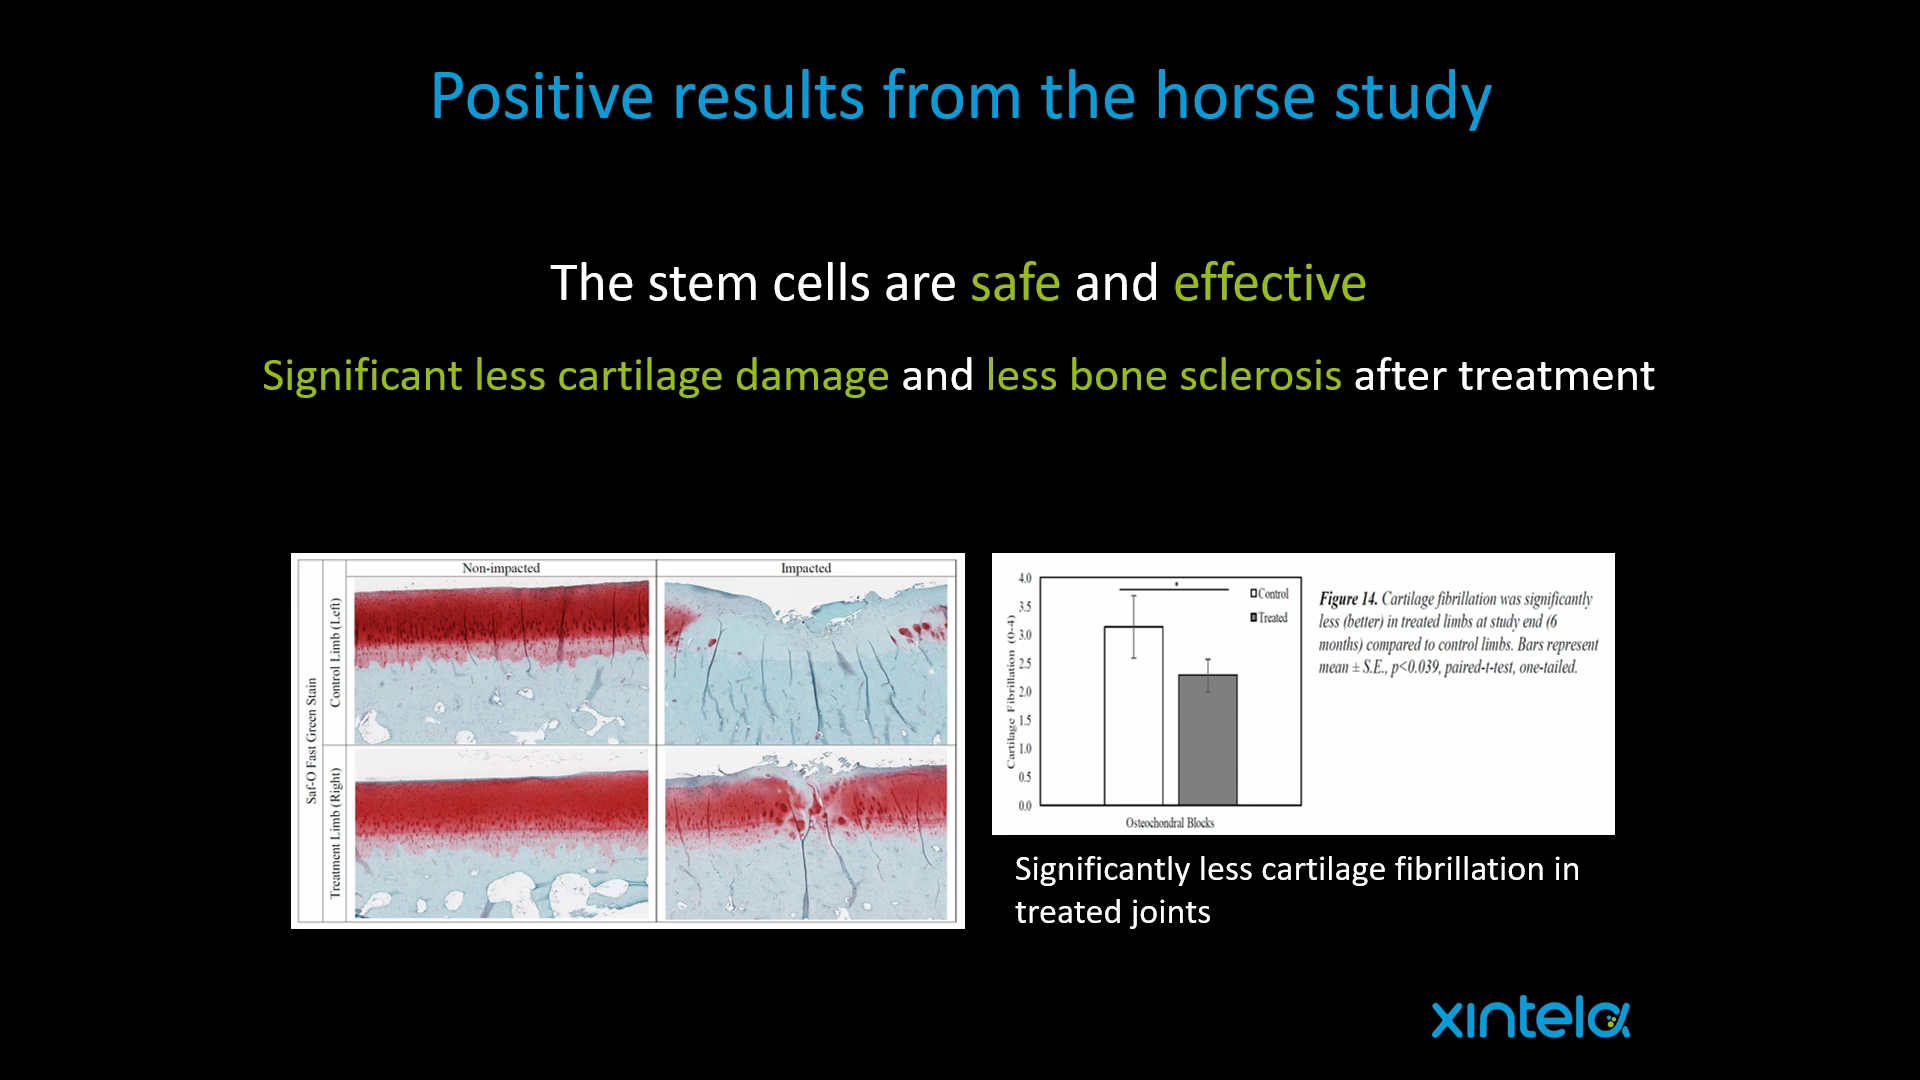 Positive results from the horse study
The stem cells are safe and effective
Significant less cartilage damage and less bone sclerosis after treatment
Non-impacted
Impacted
Saf-O Fast Green Stain
Control Limb (Left)
Treatment Limb (Right)
4.0
3.5
3.0
2.5
2.0
1.5
1.0
0.5
0.0
Cartilage Fibrillation (0-4)
*
Control
Treated
Osteochondral Blocks
Figure 14. Cartilage fibrillation was significantly
less (better) in treated limbs at study end (6
months) compared to control limbs. Bars represent
mean ± S.E., p<0.039, paired-t-test, one-tailed.
Significantly less cartilage fibrillation in
treated joints
xintela